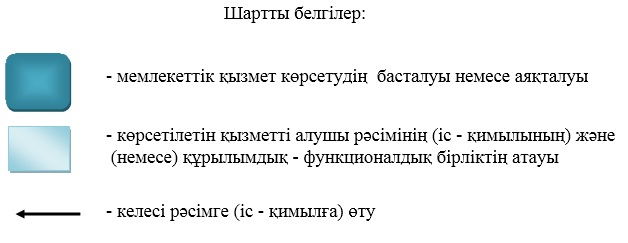 Шартты белгілер:
- мемлекеттік қызмет көрсетудің басталуы немесе аяқталуы
- көрсетілетін қызметті алушы рәсімінің (іс - қимылының) және
(немесе) құрылымдық - функционалдық бірліктің атауы
- келесі рәсімге (іс - қимылға) өту